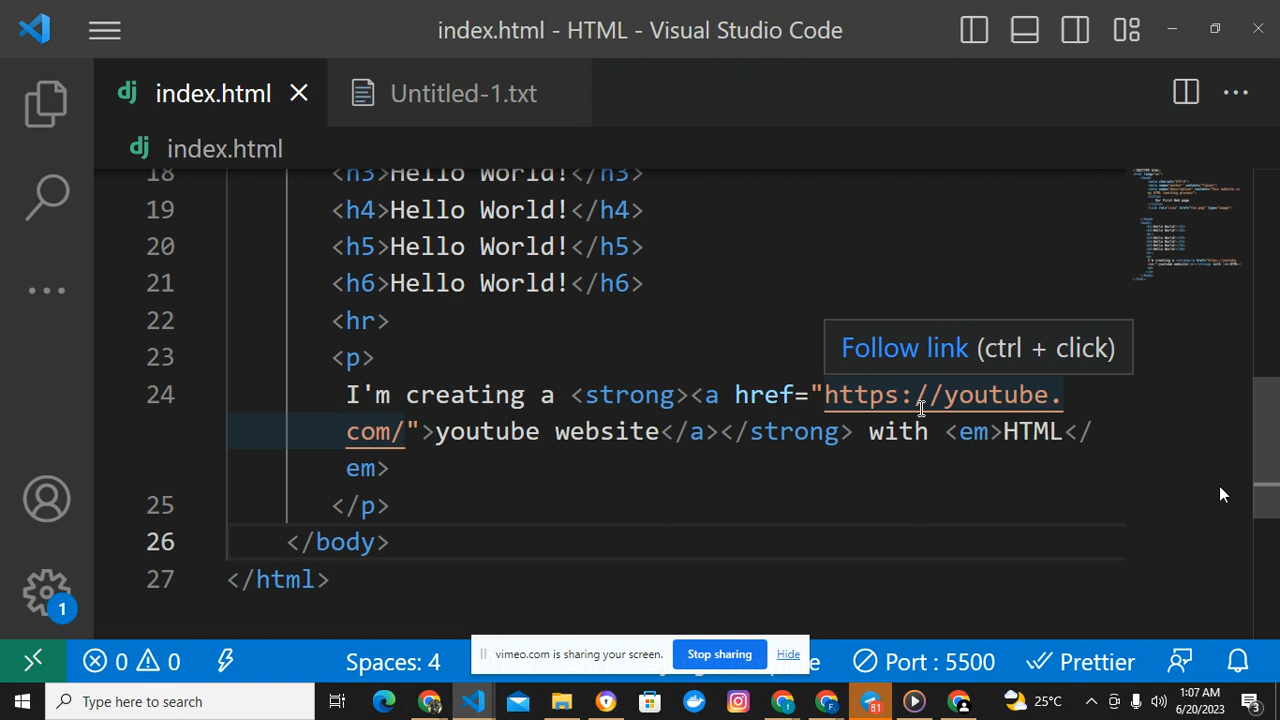 index.html - HTML - Visual Studio Code
dj index.html Untitled-1.txt
dj index.html
18 <h3>Hello World!</h3>
19 <h4>Hello World!</h4>
20 <h5>Hello World!</h5>
21 <h6>Hello World!</h6>
22 <hr>
23 <p>
Follow link (ctrl + click)
24 I'm creating a <strong><a href="https://youtube.
com/">youtube website</a></strong> with <em>HTML</
em>
25 </p>
26 </body>
27 </html>
1
vimeo.com is sharing your screen. Stop sharing Hide
0 0 Spaces: 4 Port : 5500 Prettier
Type here to search 81 25°C 1:07 AM
6/20/2023 3